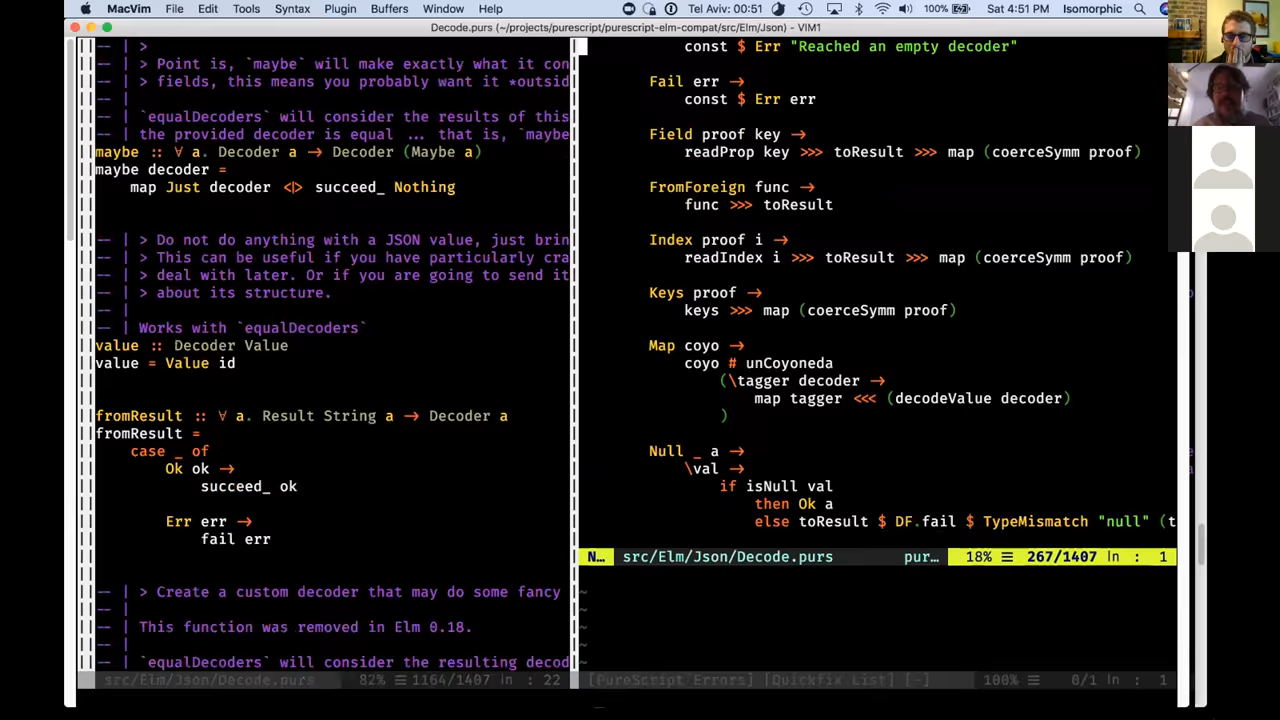 MacVim File Edit Tools Syntax Plugin Buffers Window Help Tel Aviv: 00:51 100% Sat 4:51 PM Isomorphic
Decode.purs (~/projects/purescript/purescript-elm-compat/src/Elm/Json) - VIM1
-- | >
-- | > Point is, `maybe` will make exactly what it con
-- | > fields, this means you probably want it *outsid
-- |
-- | `equalDecoders` will consider the results of this
-- | the provided decoder is equal ... that is, `maybe
maybe :: ∀ a. Decoder a → Decoder (Maybe a)
maybe decoder =
map Just decoder <|> succeed_ Nothing
-- | > Do not do anything with a JSON value, just brin
-- | > This can be useful if you have particularly cra
-- | > deal with later. Or if you are going to send it
-- | > about its structure.
-- |
-- | Works with `equalDecoders`
value :: Decoder Value
value = Value id
fromResult :: ∀ a. Result String a → Decoder a
fromResult =
case _ of
Ok ok →
succeed_ ok
Err err →
fail err
-- | > Create a custom decoder that may do some fancy
-- |
-- | This function was removed in Elm 0.18.
-- |
-- | `equalDecoders` will consider the resulting decod
src/Elm/Json/Decode.purs 82% ☰ 1164/1407 ln : 22
const $ Err "Reached an empty decoder"
Fail err →
const $ Err err
Field proof key →
readProp key >>> toResult >>> map (coerceSymm proof)
FromForeign func →
func >>> toResult
Index proof i →
readIndex i >>> toResult >>> map (coerceSymm proof)
Keys proof →
keys >>> map (coerceSymm proof)
Map coyo →
coyo # unCoyoneda
(\tagger decoder →
map tagger <<< (decodeValue decoder)
)
Null _ a →
\val →
if isNull val
then Ok a
else toResult $ DF.fail $ TypeMismatch "null" (t
N… src/Elm/Json/Decode.purs pur… 18% ☰ 267/1407 ln : 1
~
~
~
~
[PureScript Errors] [Quickfix List] [-] 100% ☰ 0/1 ln : 1